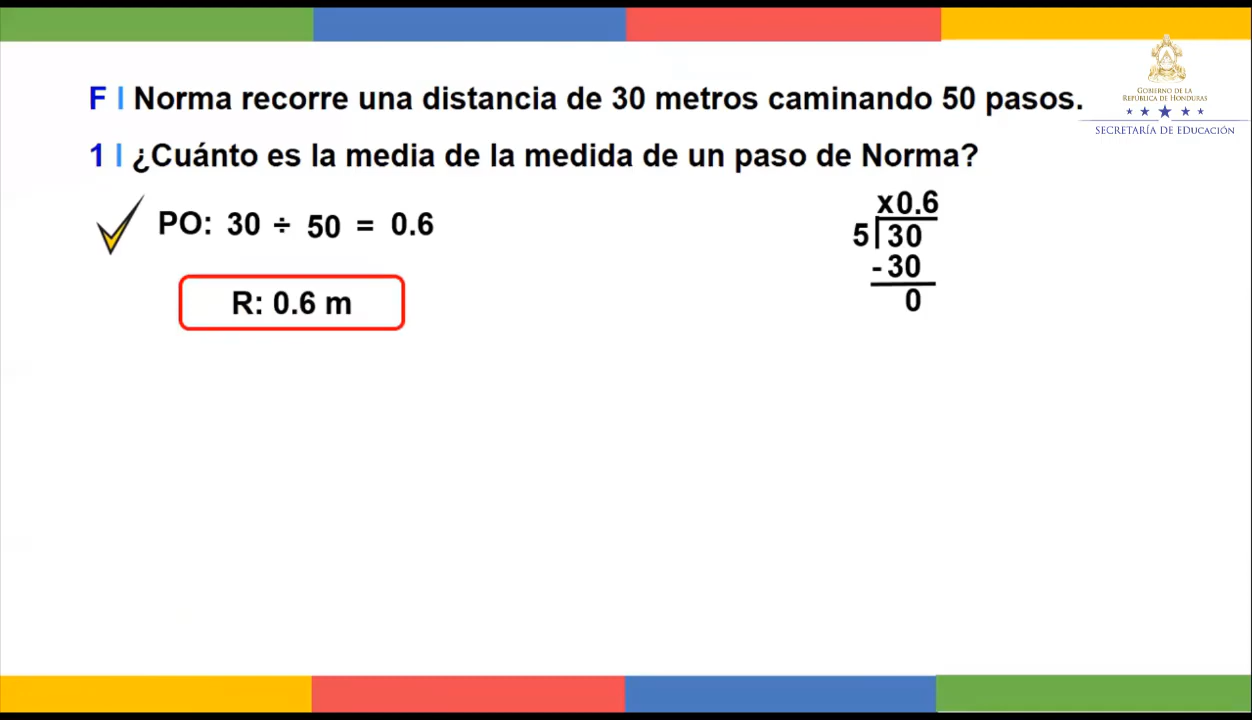 F | Norma recorre una distancia de 30 metros caminando 50 pasos.
GOBIERNO DE LA
REPÚBLICA DE HONDURAS
SECRETARÍA DE EDUCACIÓN
1 | ¿Cuánto es la media de la medida de un paso de Norma?
PO: 30 ÷ 50 = 0.6
R: 0.6 m
x0.6
5 30
-30
0